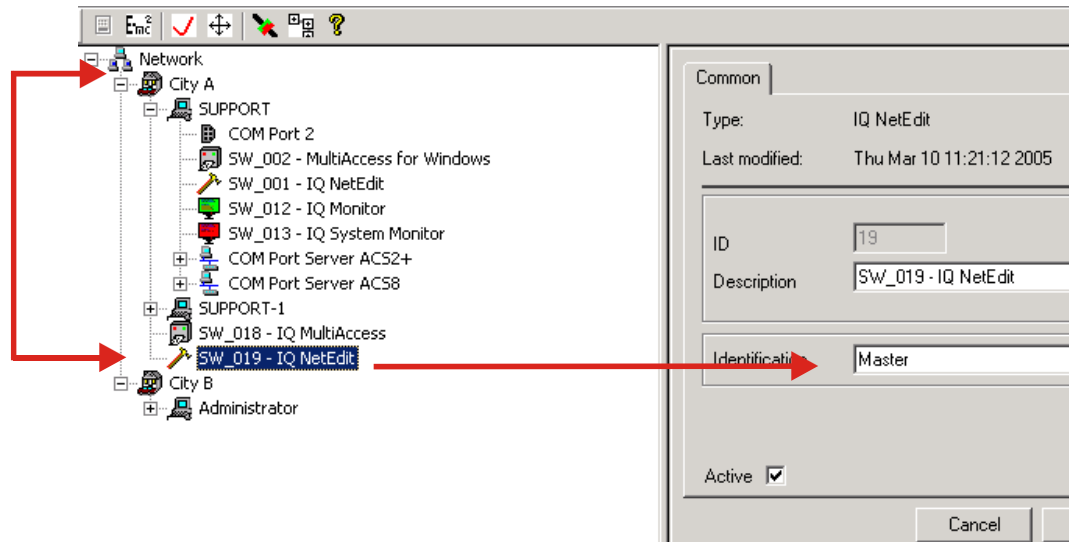 Network
City A
SUPPORT
COM Port 2
SW_002 - MultiAccess for Windows
SW_001 - IQ NetEdit
SW_012 - IQ Monitor
SW_013 - IQ System Monitor
COM Port Server ACS2+
COM Port Server ACS8
SUPPORT-1
SW_018 - IQ MultiAccess
SW_019 - IQ NetEdit
City B
Administrator
Common
Type: IQ NetEdit
Last modified: Thu Mar 10 11:21:12 2005
ID 19
Description SW_019 - IQ NetEdit
Identification Master
Active
Cancel